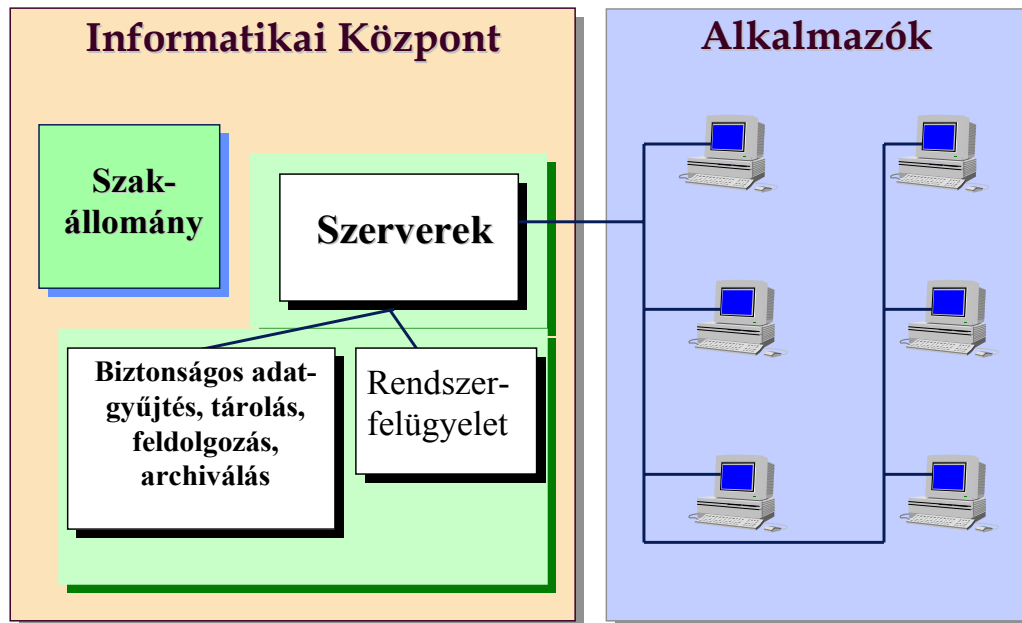 Informatikai Központ
Alkalmazók
Szak-
állomány
Szerverek
Biztonságos adat-
gyűjtés, tárolás,
feldolgozás,
archiválás
Rendszer-
felügyelet